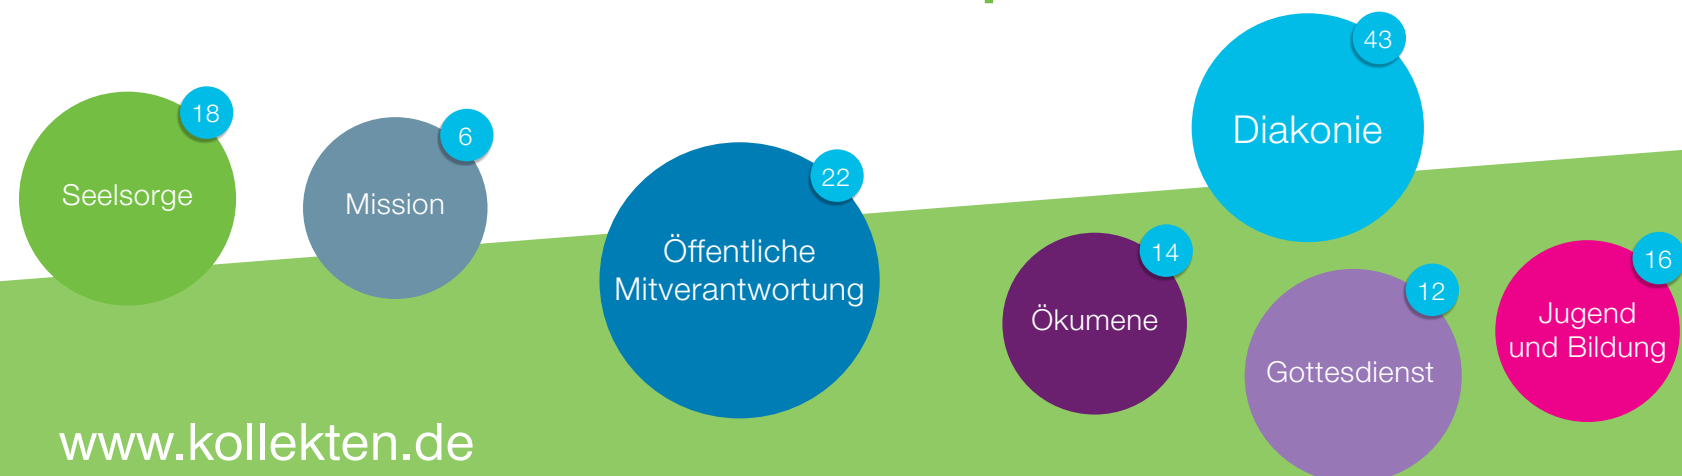 43
Diakonie
18
Seelsorge
6
Mission
22
Öffentliche
Mitverantwortung
14
Ökumene
12
Gottesdienst
16
Jugend
und Bildung
www.kollekten.de